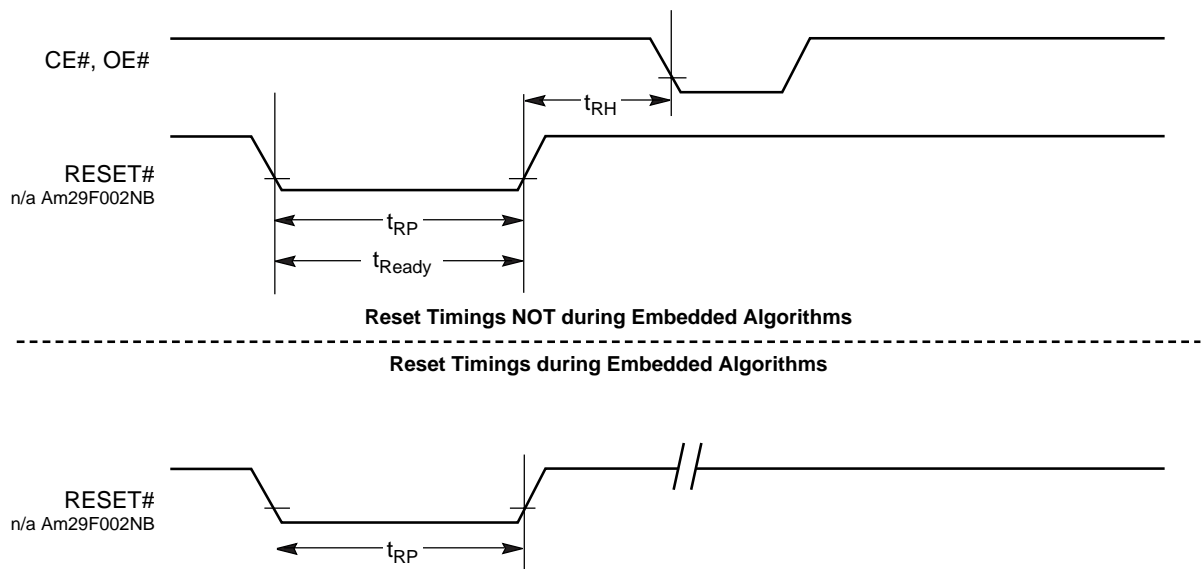 CE#, OE#
tRH
RESET#
n/a Am29F002NB
tRP
tReady
Reset Timings NOT during Embedded Algorithms
Reset Timings during Embedded Algorithms
RESET#
n/a Am29F002NB
tRP